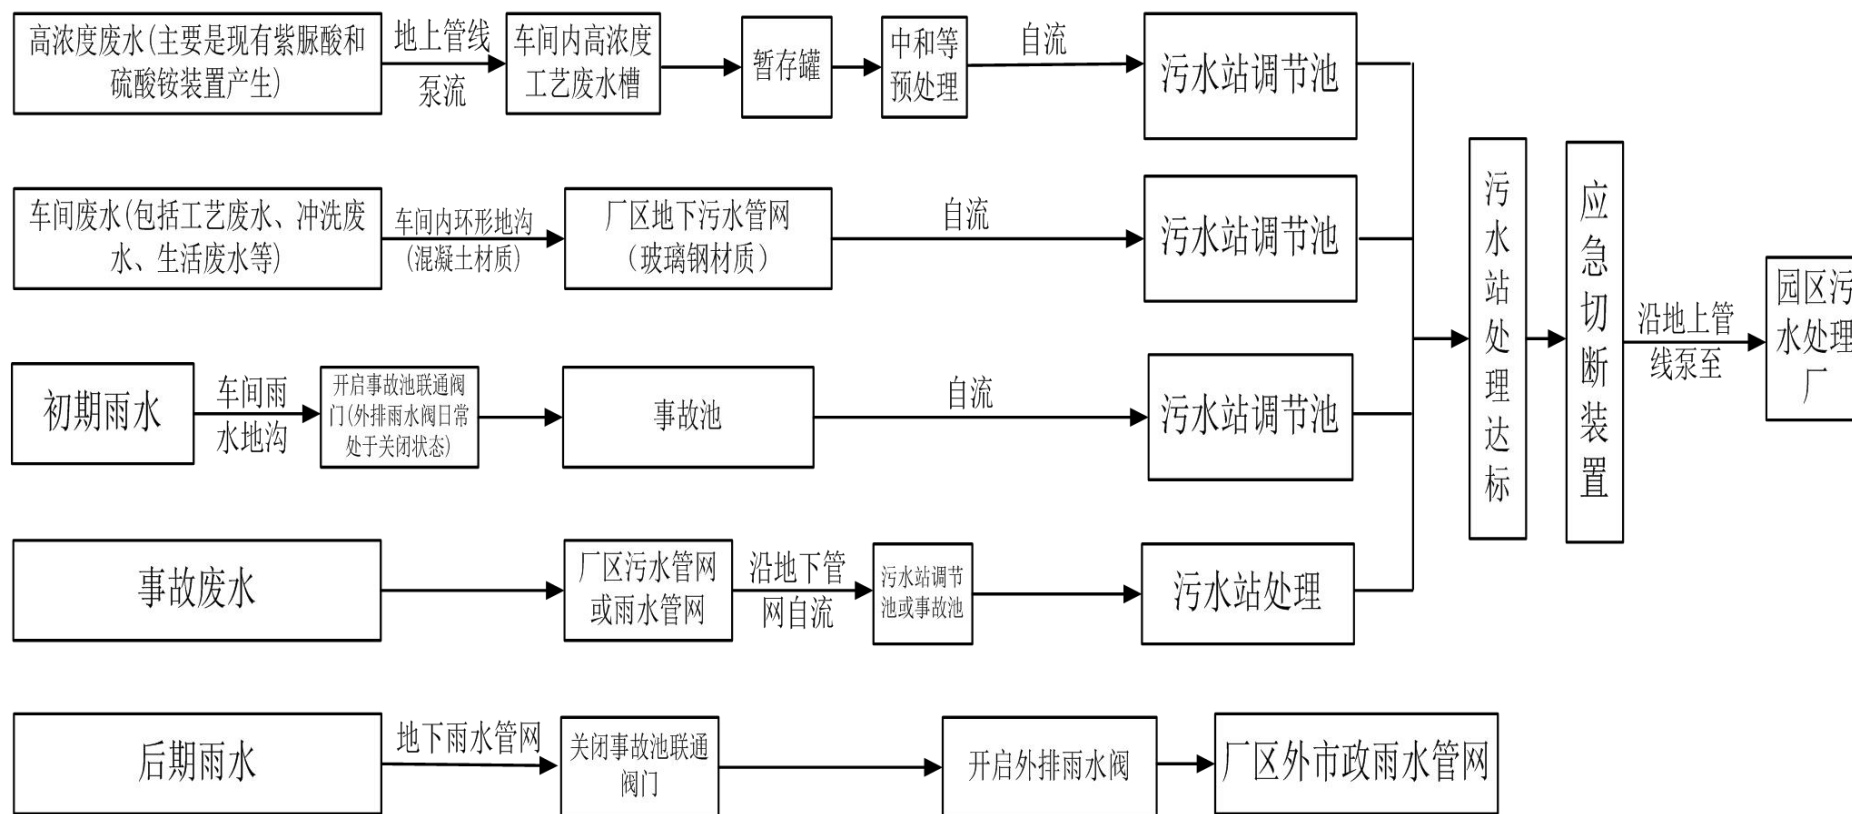 高浓度废水(主要是现有紫脲酸和
硫酸铵装置产生)
地上管线
泵流
车间内高浓度
工艺废水槽
暂存罐
中和等
预处理
自流
污水站调节池
车间废水(包括工艺废水、冲洗废
水、生活废水等)
车间内环形地沟
(混凝土材质)
厂区地下污水管网
(玻璃钢材质)
自流
污水站调节池
初期雨水
车间雨
水地沟
开启事故池联通阀
门(外排雨水阀日常
处于关闭状态)
事故池
自流
污水站调节池
事故废水
厂区污水管网
或雨水管网
沿地下管
网自流
污水站调节
池或事故池
污水站处理
污水站处理达标
应急切断装置
沿地上管
线泵至
园区污
水处理
厂
后期雨水
地下雨水管网
关闭事故池联通
阀门
开启外排雨水阀
厂区外市政雨水管网